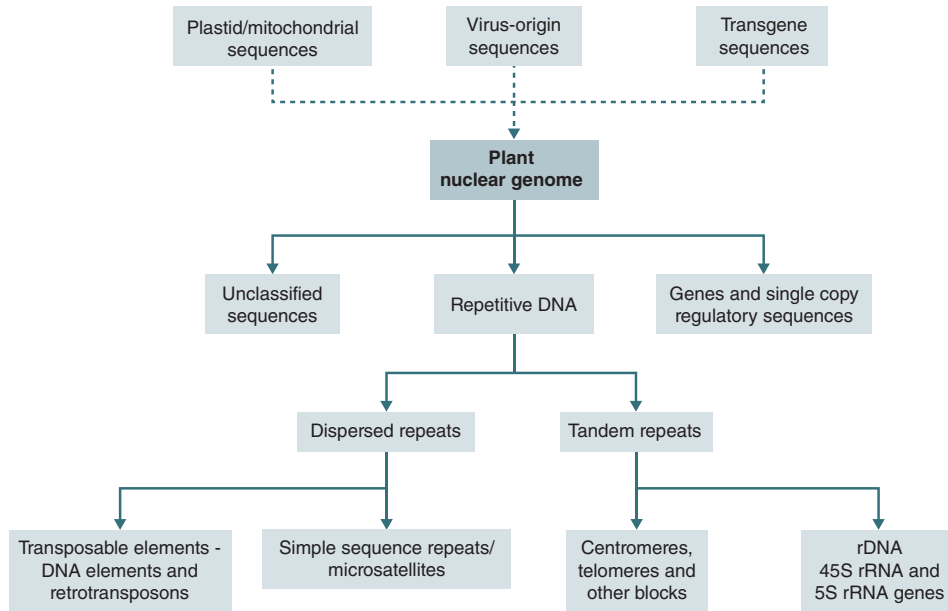 Plastid/mitochondrial
sequences
Virus-origin
sequences
Transgene
sequences
Plant
nuclear genome
Unclassified
sequences
Repetitive DNA
Genes and single copy
regulatory sequences
Dispersed repeats
Tandem repeats
Transposable elements -
DNA elements and
retrotransposons
Simple sequence repeats/
microsatellites
Centromeres,
telomeres and
other blocks
rDNA
45S rRNA and
5S rRNA genes